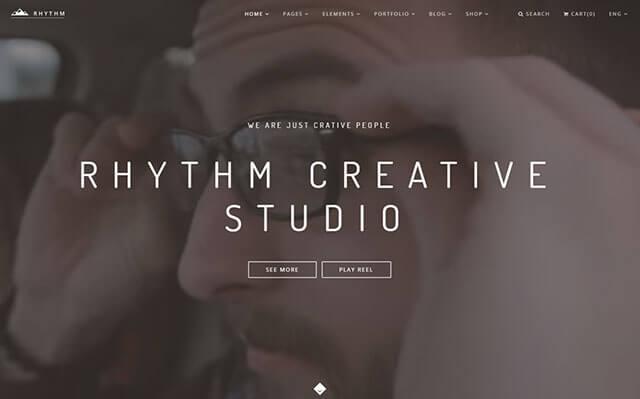 RHYTHM
HOME PAGES ELEMENTS PORTFOLIO BLOG SHOP SEARCH CART(0) ENG
WE ARE JUST CRATIVE PEOPLE
RHYTHM CREATIVE
STUDIO
SEE MORE PLAY REEL